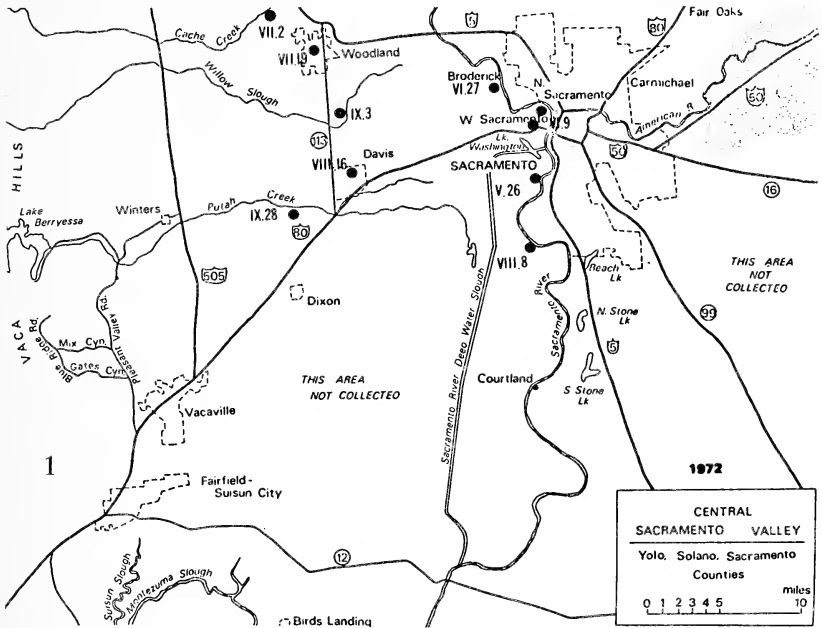 Cache Creek
VII.2
5
80
Fair Oaks
VII.19
Woodland
Willow Slough
Broderick
VI.27
N.
Sacramento
Carmichael
American R.
50
IX.3
W Sacramento
.9
113
Lk.
Washington
50
VIII.16
Davis
SACRAMENTO
16
HILLS
V.26
Lake
Berryessa
Winters
Putah Creek
IX.28
80
VIII.8
505
Beach
Lk
THIS AREA
NOT
COLLECTED
Dixon
N. Stone
Lk
99
VACA
Blue Ridge Rd.
Mix Cyn.
Gates Cyn.
Pleasant Valley Rd.
Sacramento River Deep Water Slough
Sacramento River
5
THIS AREA
NOT COLLECTED
Courtland
S Stone
Lk
Vacaville
1
1972
Fairfield-
Suisun City
CENTRAL
SACRAMENTO VALLEY
Yolo, Solano, Sacramento
Counties
miles
0 1 2 3 4 5 10
12
Suisun Slough
Montezuma Slough
Birds Landing